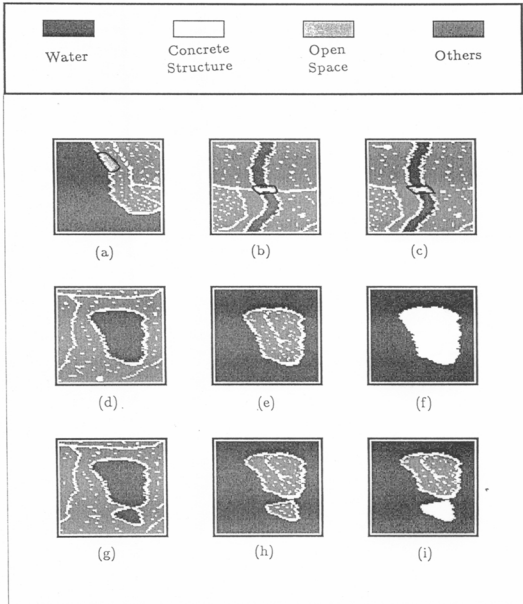 Water
Concrete
Structure
Open
Space
Others
(a)
(b)
(c)
(d)
(e)
(f)
(g)
(h)
(i)